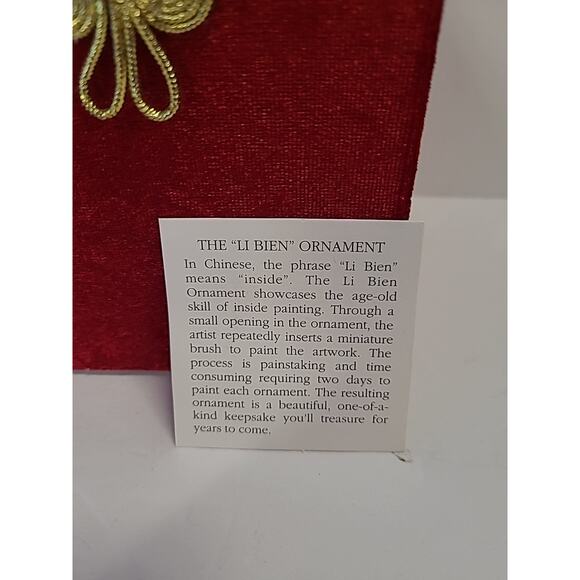 THE “LI BIEN” ORNAMENT
In Chinese, the phrase “Li Bien”
means “inside”. The Li Bien
Ornament showcases the age-old
skill of inside painting. Through a
small opening in the ornament, the
artist repeatedly inserts a miniature
brush to paint the artwork. The
process is painstaking and time
consuming requiring two days to
paint each ornament. The resulting
ornament is a beautiful, one-of-a-
kind keepsake you'll treasure for
years to come.